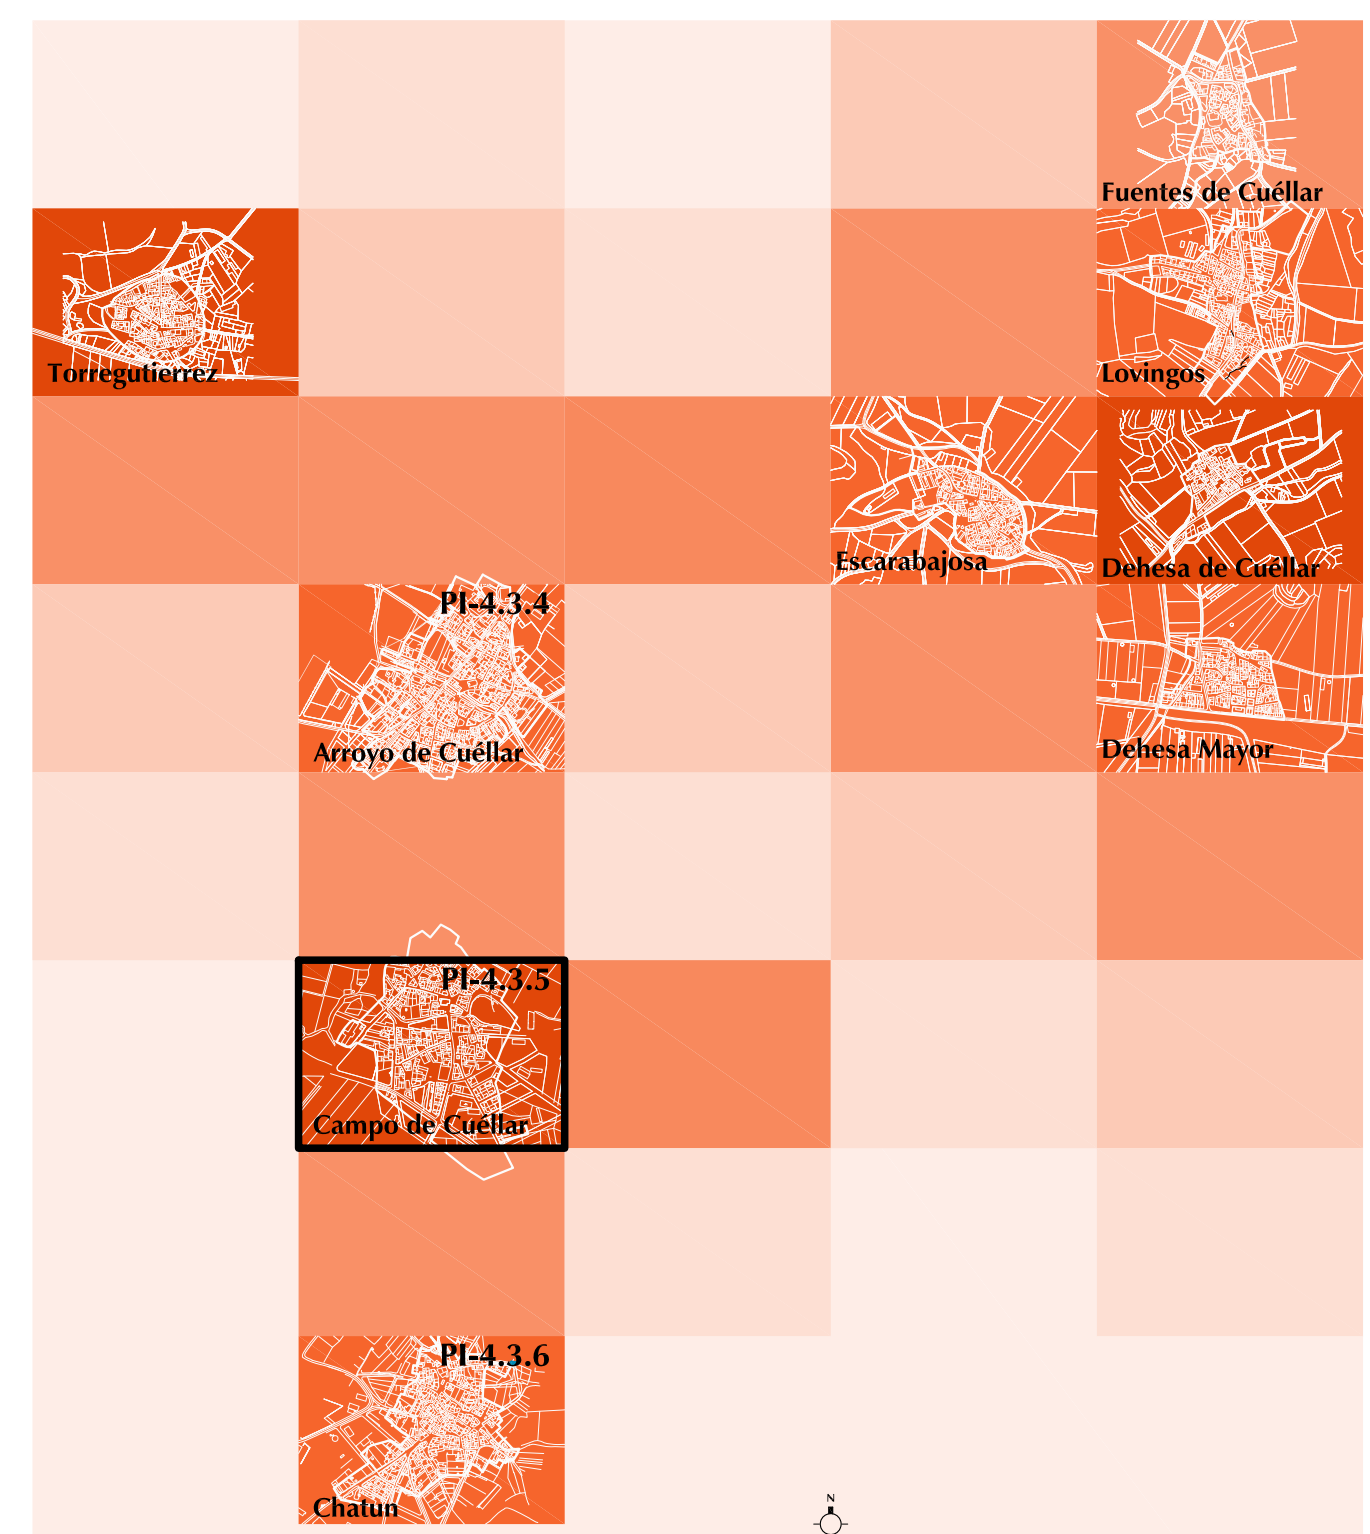 Fuentes de Cuéllar
Torregutierrez
Lovingos
Escarabajosa
Dehesa de Cuéllar
PI-4.3.4
Arroyo de Cuéllar
Dehesa Mayor
PI-4.3.5
Campo de Cuéllar
PI-4.3.6
Chatun
N